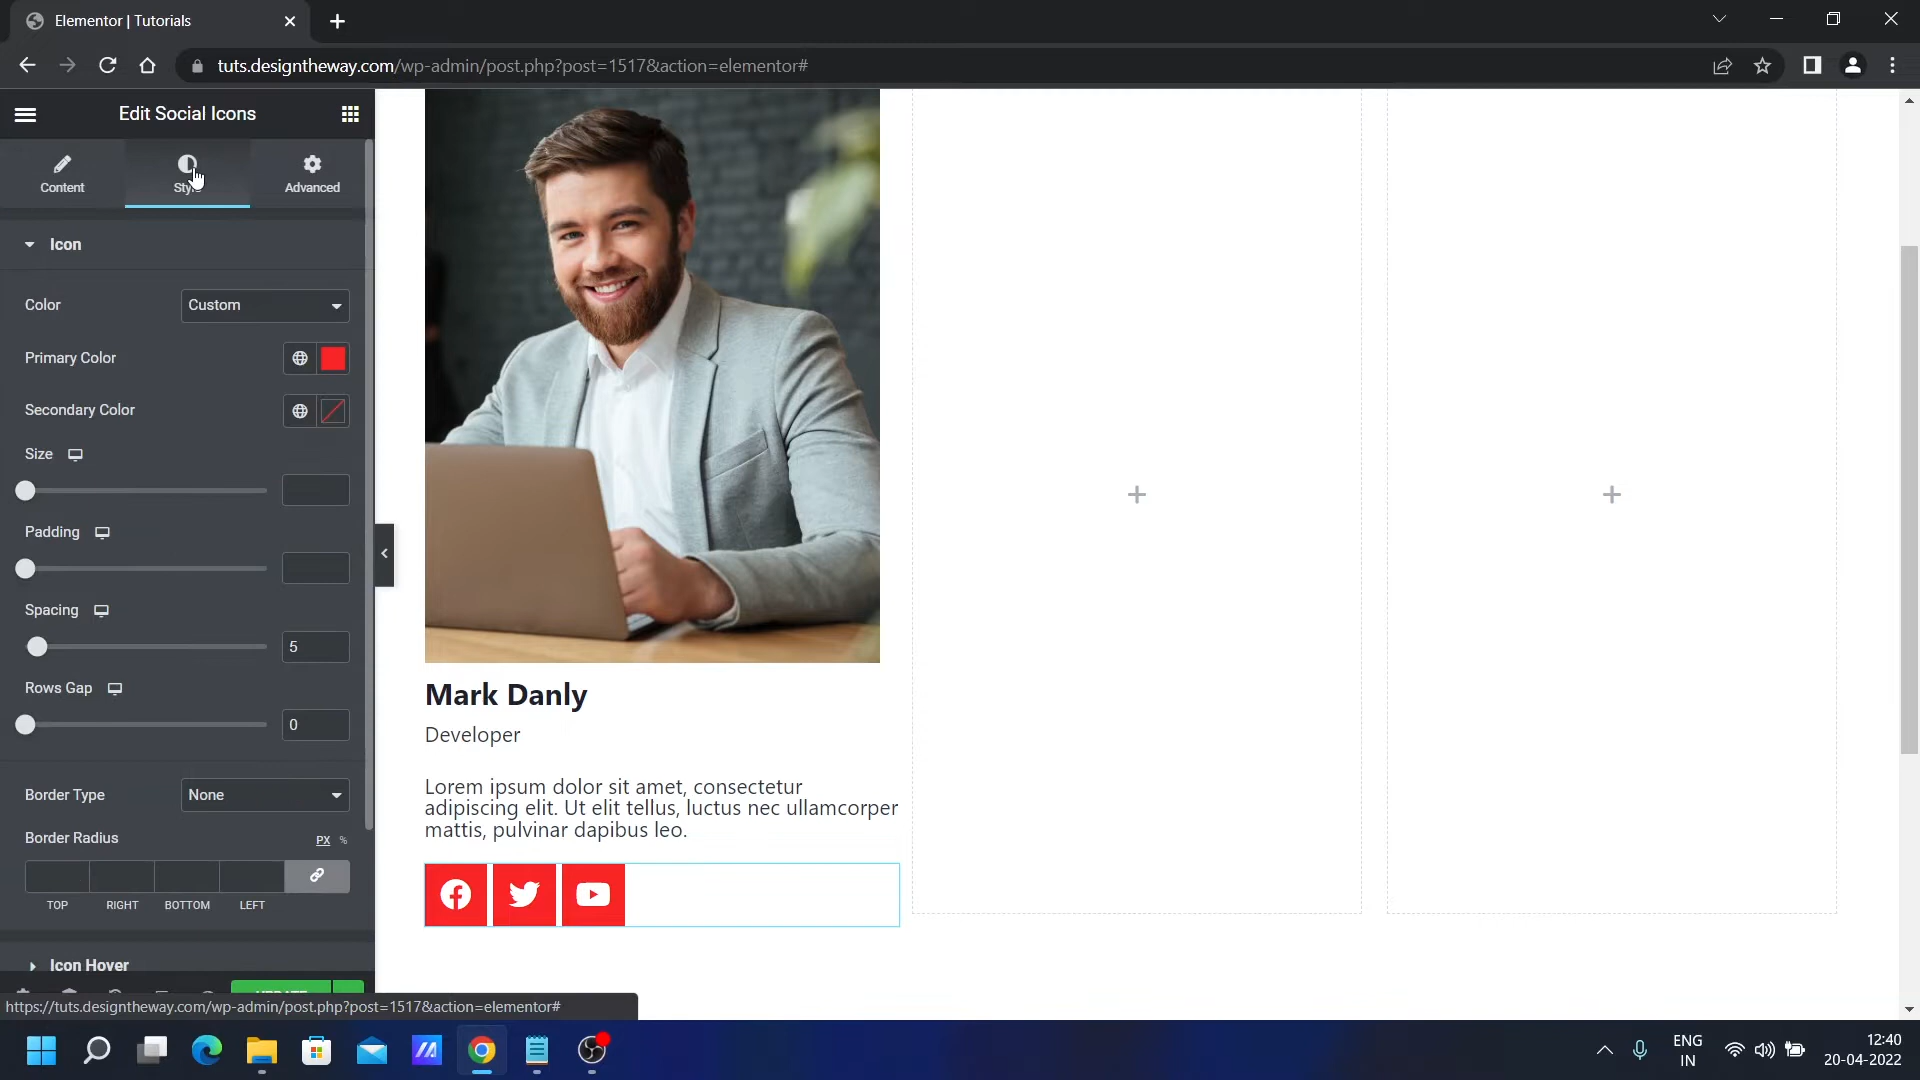 Elementor | Tutorials
tuts.designtheway.com/wp-admin/post.php?post=1517&action=elementor#
Edit Social Icons
Content
Style
Advanced
Icon
Color
Custom
Primary Color
Secondary Color
Size
Padding
Spacing
5
Rows Gap
0
Border Type
None
Border Radius
PX %
TOP RIGHT BOTTOM LEFT
Icon Hover
UPDATE
https://tuts.designtheway.com/wp-admin/post.php?post=1517&action=elementor#
Mark Danly
Developer
Lorem ipsum dolor sit amet, consectetur
adipiscing elit. Ut elit tellus, luctus nec ullamcorper
mattis, pulvinar dapibus leo.
ENG
IN
12:40
20-04-2022